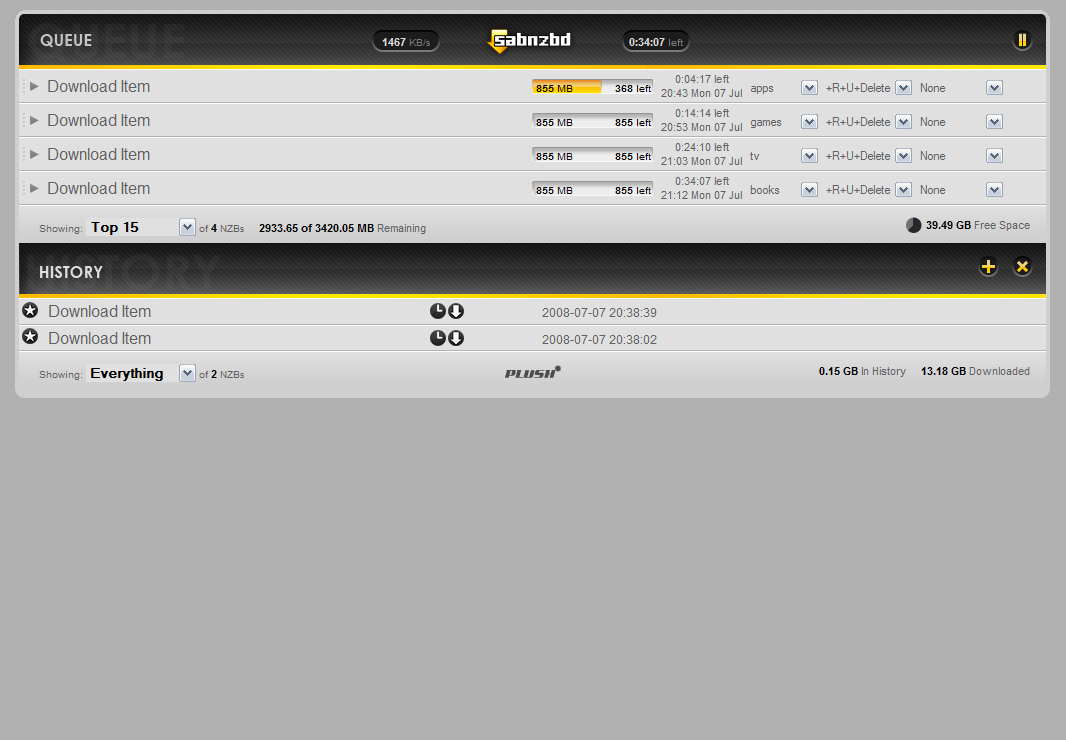 QUEUE 1467 KB/s sabnzbd 0:34:07 left
Download Item 855 MB 368 left 0:04:17 left 20:43 Mon 07 Jul apps +R+U+Delete None
Download Item 855 MB 855 left 0:14:14 left 20:53 Mon 07 Jul games +R+U+Delete None
Download Item 855 MB 855 left 0:24:10 left 21:03 Mon 07 Jul tv +R+U+Delete None
Download Item 855 MB 855 left 0:34:07 left 21:12 Mon 07 Jul books +R+U+Delete None
Showing: Top 15 of 4 NZBs 2933.65 of 3420.05 MB Remaining 39.49 GB Free Space
HISTORY
Download Item 2008-07-07 20:38:39
Download Item 2008-07-07 20:38:02
Showing: Everything of 2 NZBs PLUSH 0.15 GB In History 13.18 GB Downloaded